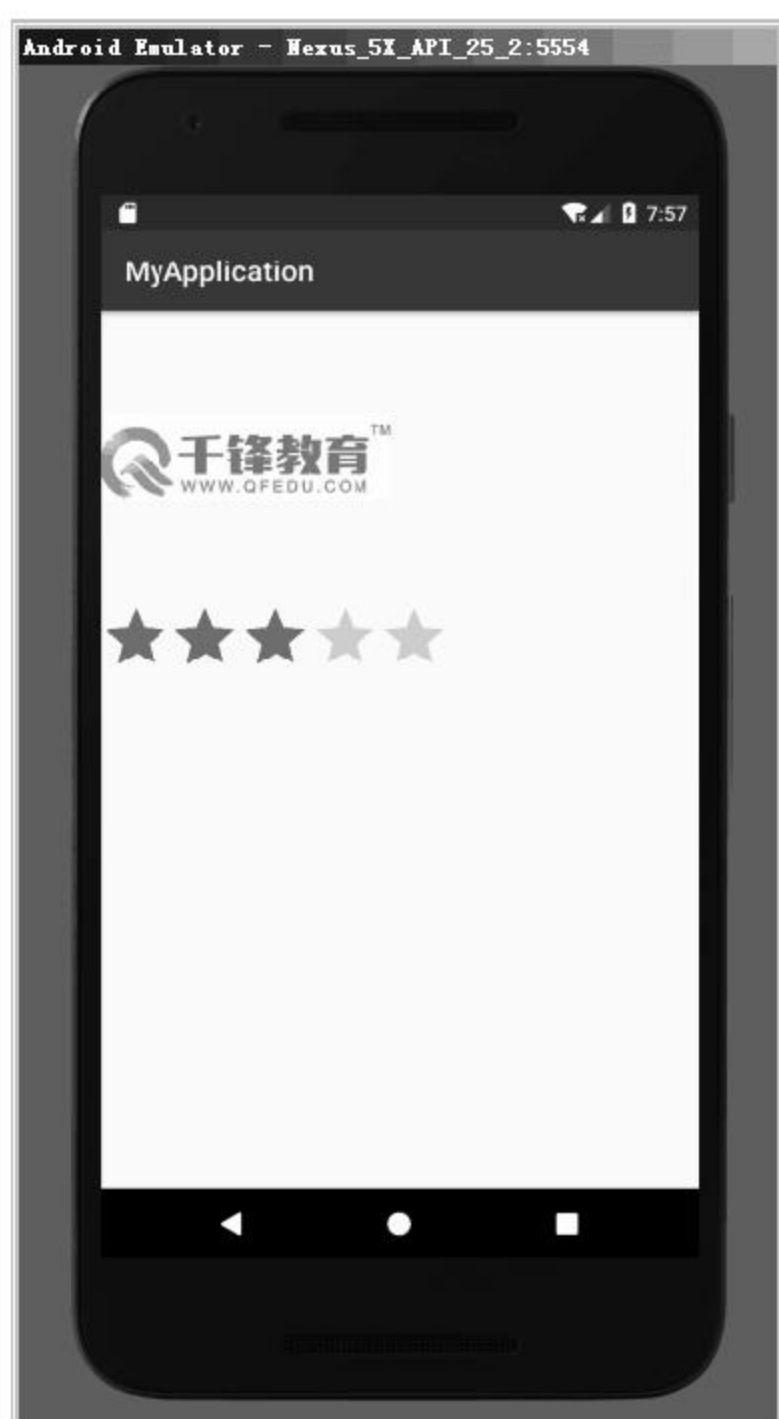 Android Emulator - Nexus_5X_API_25_2:5554
7:57
MyApplication
千锋教育™
WWW.QFEDU.COM